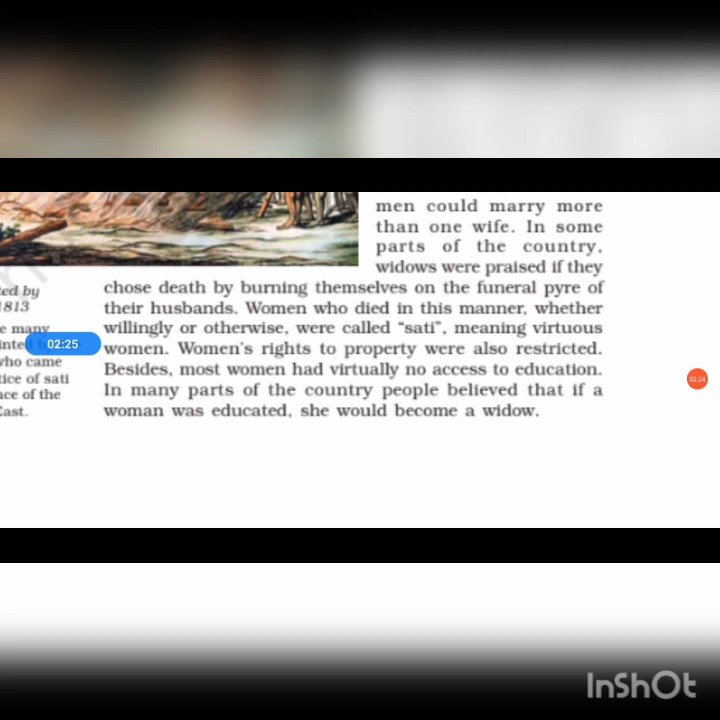 men could marry more
than one wife. In some
parts of the country,
widows were praised if they
chose death by burning themselves on the funeral pyre of
their husbands. Women who died in this manner, whether
willingly or otherwise, were called “sati”, meaning virtuous
women. Women’s rights to property were also restricted.
Besides, most women had virtually no access to education.
In many parts of the country people believed that if a
woman was educated, she would become a widow.
by
1813
many
02:25
who came
of sati
of the
East.
02:24
InShOt